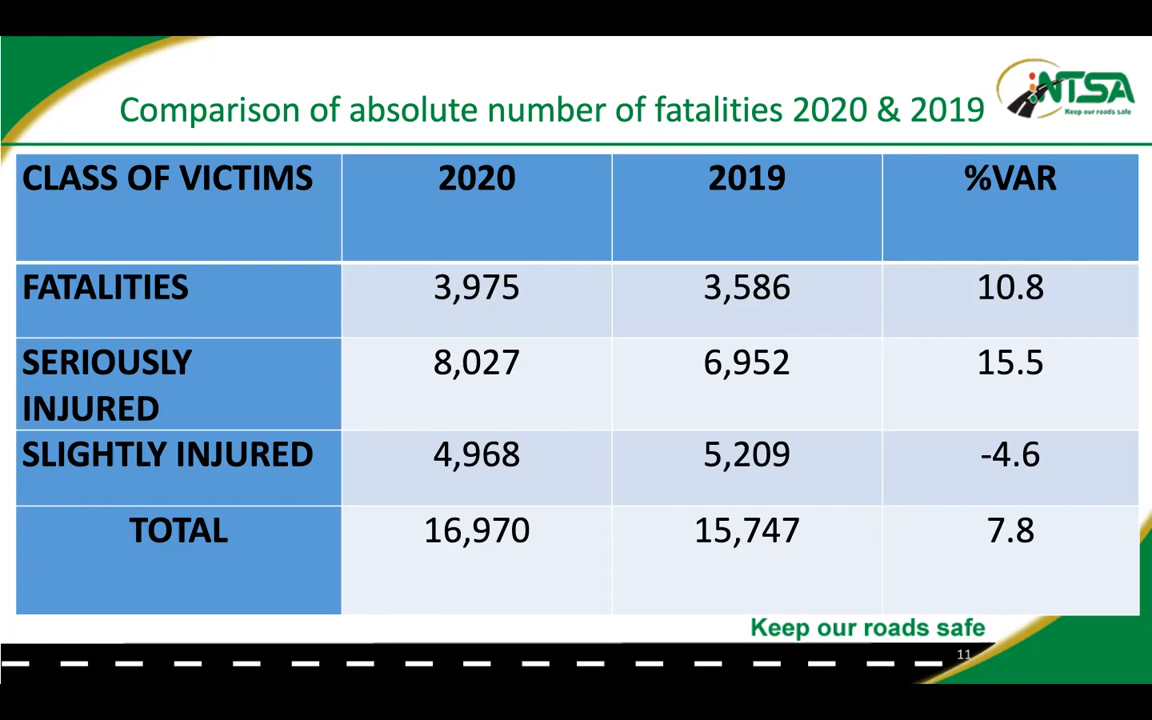 Comparison of absolute number of fatalities 2020 & 2019
NTSA
Keep our roads safe
CLASS OF VICTIMS 2020 2019 %VAR
FATALITIES 3,975 3,586 10.8
SERIOUSLY
INJURED 8,027 6,952 15.5
SLIGHTLY INJURED 4,968 5,209 -4.6
TOTAL 16,970 15,747 7.8
Keep our roads safe
11